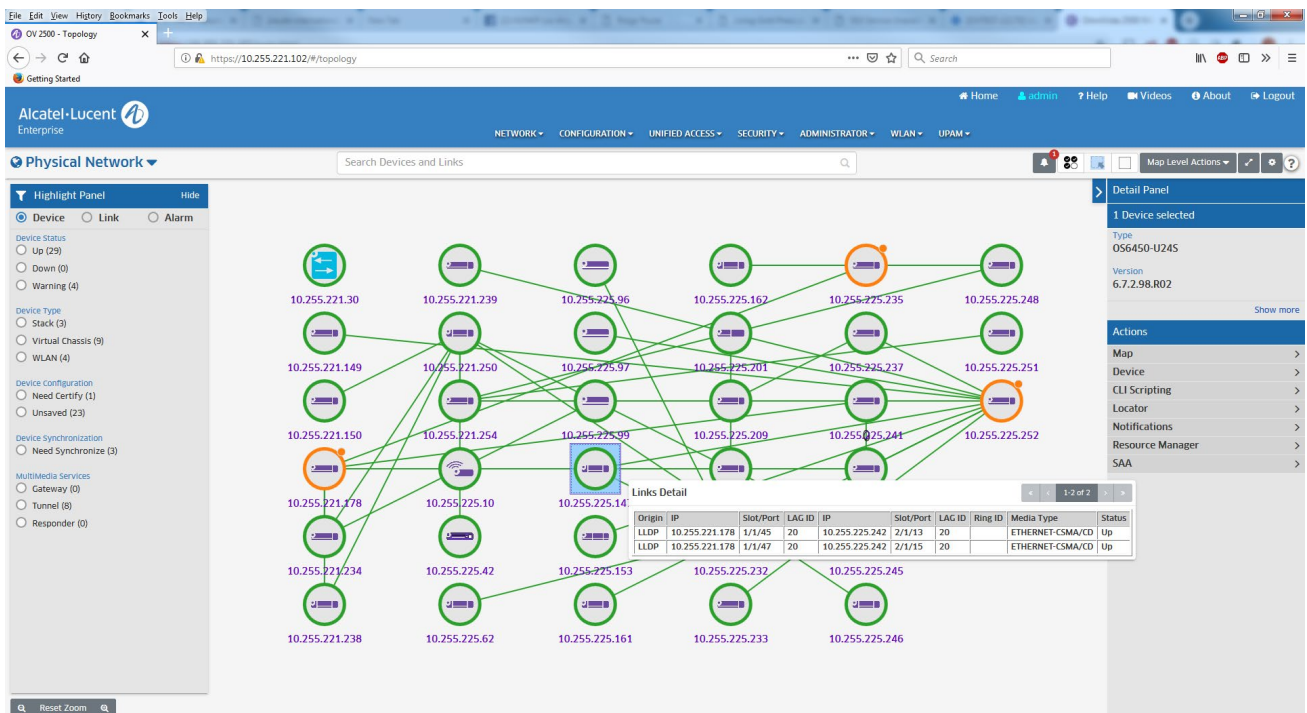 File Edit View History Bookmarks Tools Help
OV 2500 - Topology
https://10.255.221.102/#/topology
Search
Getting Started
Home admin ? Help Videos About Logout
Alcatel·Lucent
Enterprise
NETWORK CONFIGURATION UNIFIED ACCESS SECURITY ADMINISTRATOR WLAN UPAM
Physical Network
Search Devices and Links
1
Map Level Actions
?
Highlight Panel Hide
Device Link Alarm
Device Status
Up (29)
Down (0)
Warning (4)
Device Type
Stack (3)
Virtual Chassis (9)
WLAN (4)
Device Configuration
Need Certify (1)
Unsaved (23)
Device Synchronization
Need Synchronize (3)
MultiMedia Services
Gateway (0)
Tunnel (8)
Responder (0)
Reset Zoom
10.255.221.30 10.255.221.239 10.255.225.96 10.255.225.162 10.255.225.235 10.255.225.248
10.255.221.149 10.255.221.250 10.255.225.97 10.255.225.201 10.255.225.237 10.255.225.251
10.255.221.150 10.255.221.254 10.255.225.99 10.255.225.209 10.255.225.241 10.255.225.252
10.255.221.178 10.255.225.10
10.255.221.234 10.255.225.42 10.255.225.153 10.255.225.232 10.255.225.245
10.255.221.238 10.255.225.62 10.255.225.161 10.255.225.233 10.255.225.246
Links Detail
1-2 of 2
Origin IP Slot/Port LAG ID IP Slot/Port LAG ID Ring ID Media Type Status
LLDP 10.255.221.178 1/1/45 20 10.255.225.242 2/1/13 20 ETHERNET-CSMA/CD Up
LLDP 10.255.221.178 1/1/47 20 10.255.225.242 2/1/15 20 ETHERNET-CSMA/CD Up
Detail Panel
1 Device selected
Type
OS6450-U24S
Version
6.7.2.98.R02
Show more
Actions
Map
Device
CLI Scripting
Locator
Notifications
Resource Manager
SAA